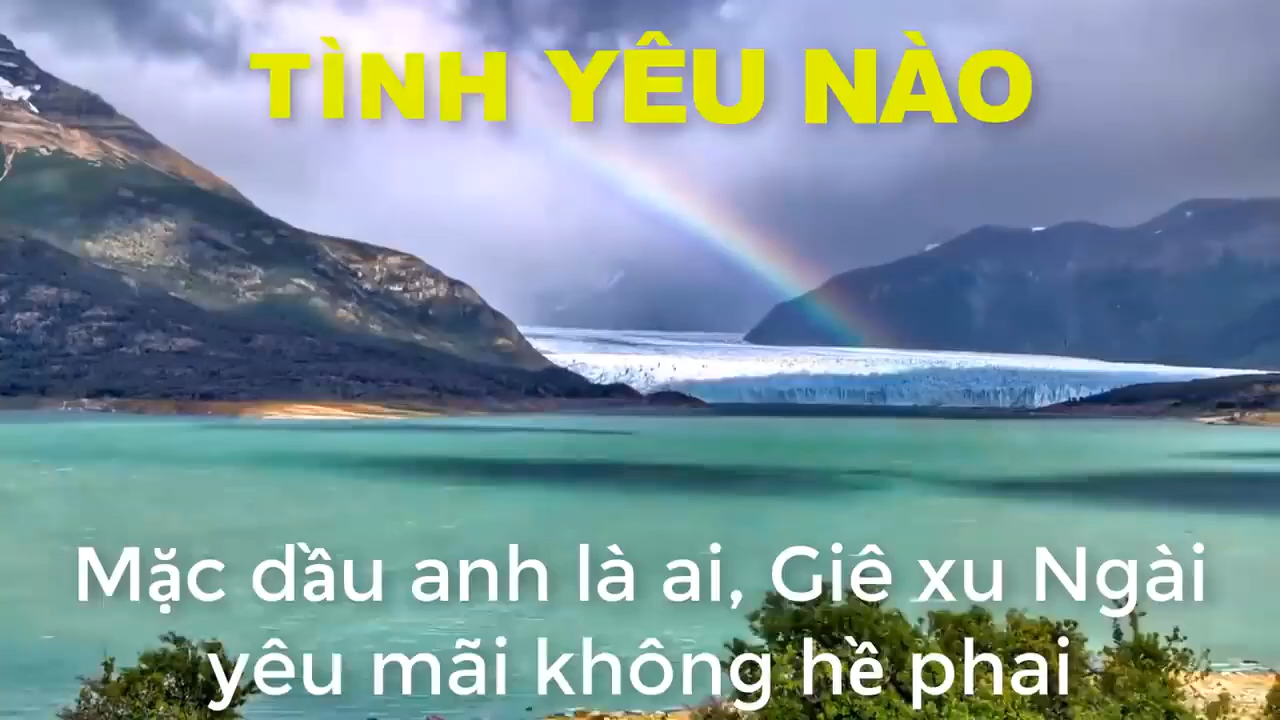 TÌNH YÊU NÀO
Mặc dầu anh là ai, Giê xu Ngài
yêu mãi không hề phai